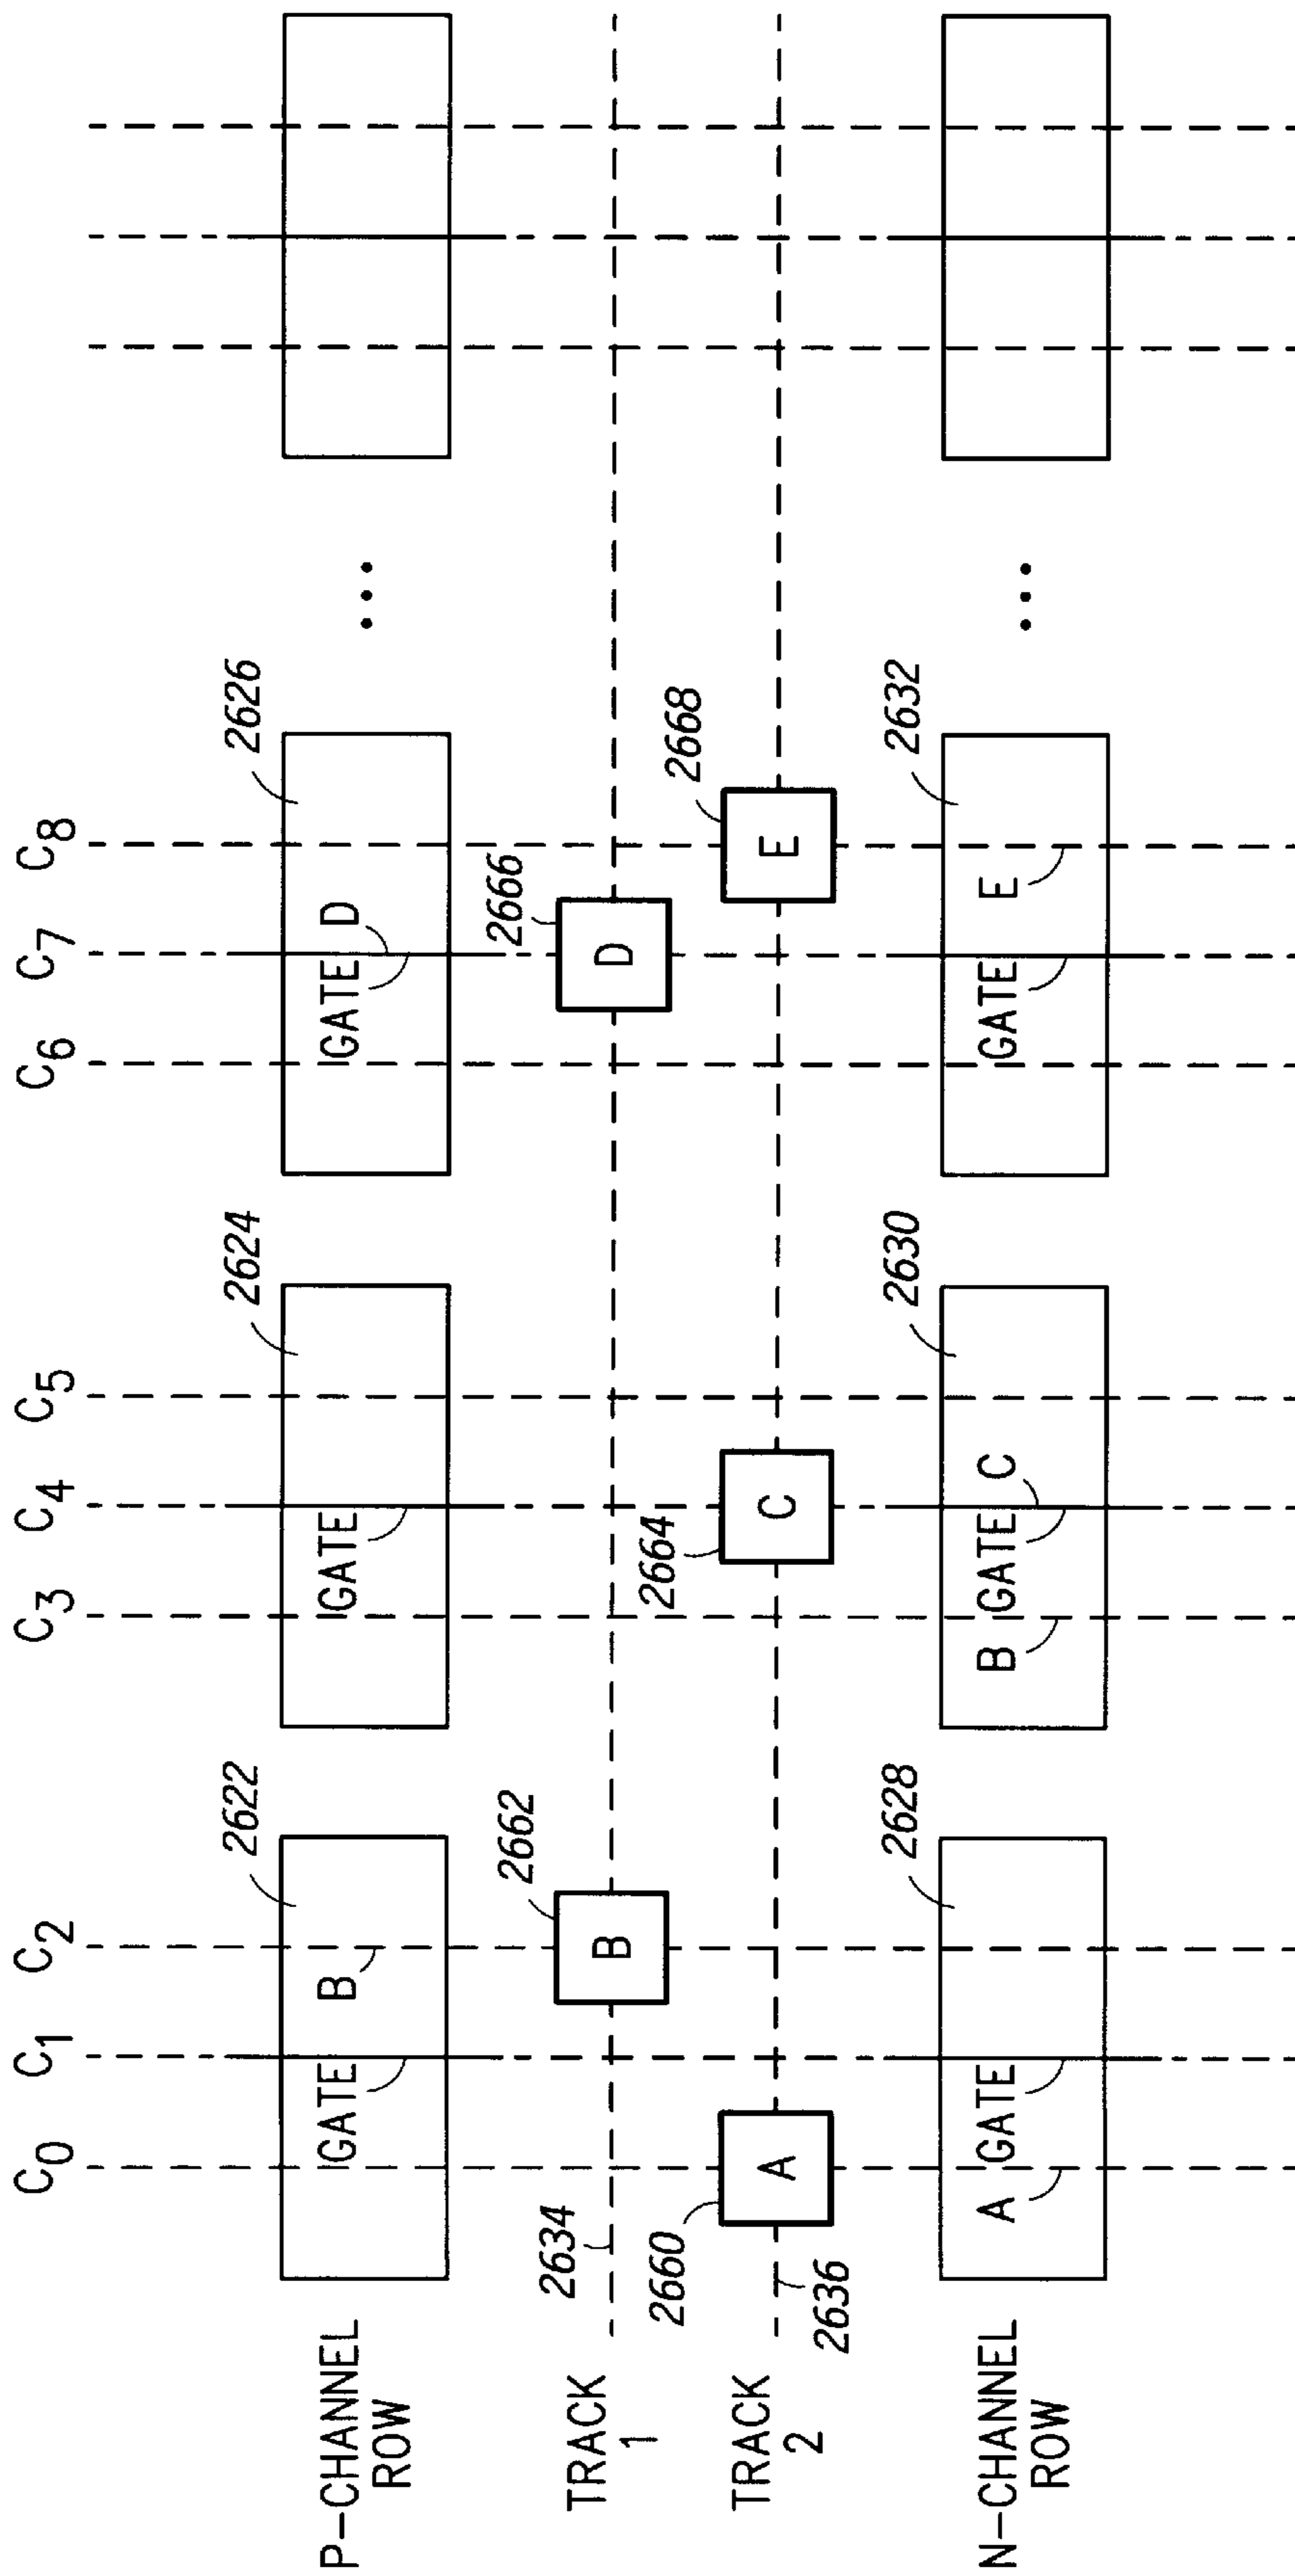 C0 C1 C2 C3 C4 C5 C6 C7 C8
2622 2624 2626
P-CHANNEL ROW
GATE B GATE GATE D
2634 2662 2666
TRACK 1
B D
2660 2664 2668
TRACK 2
A C E
2636
2628 2630 2632
N-CHANNEL ROW
A GATE B GATE C GATE E